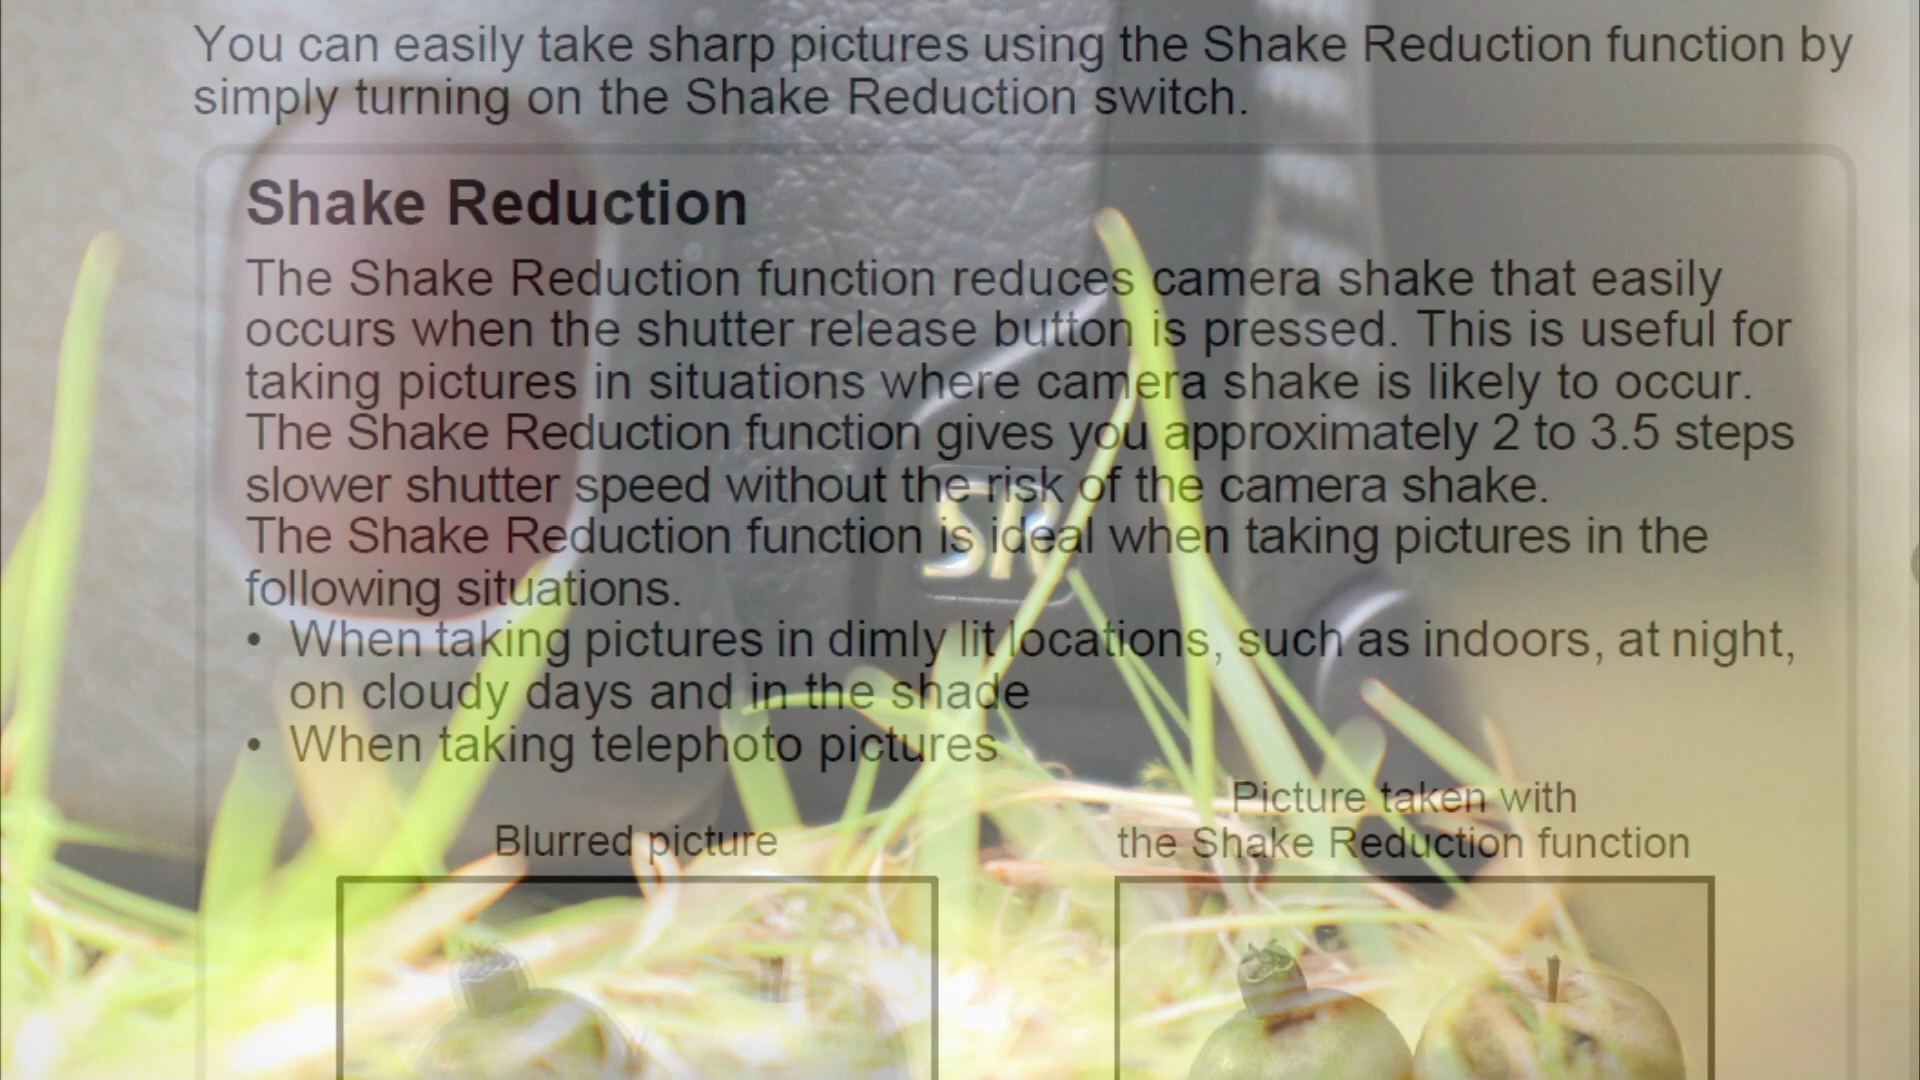 You can easily take sharp pictures using the Shake Reduction function by
simply turning on the Shake Reduction switch.
Shake Reduction
The Shake Reduction function reduces camera shake that easily
occurs when the shutter release button is pressed. This is useful for
taking pictures in situations where camera shake is likely to occur.
The Shake Reduction function gives you approximately 2 to 3.5 steps
slower shutter speed without the risk of the camera shake.
SR
The Shake Reduction function is ideal when taking pictures in the
following situations.
• When taking pictures in dimly lit locations, such as indoors, at night,
on cloudy days and in the shade
• When taking telephoto pictures
Blurred picture
Picture taken with
the Shake Reduction function